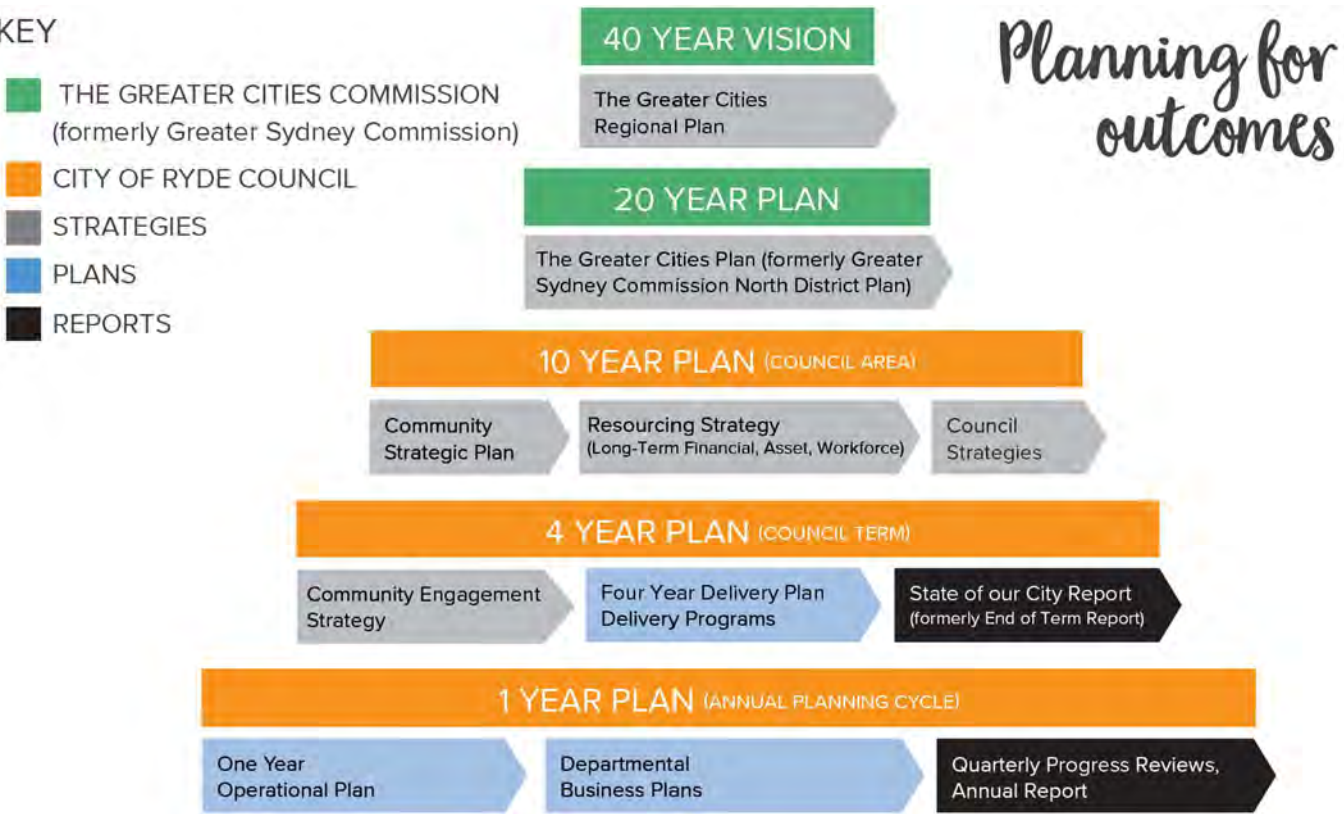 KEY
THE GREATER CITIES COMMISSION
(formerly Greater Sydney Commission)
CITY OF RYDE COUNCIL
STRATEGIES
PLANS
REPORTS
Planning for
outcomes
40 YEAR VISION
The Greater Cities
Regional Plan
20 YEAR PLAN
The Greater Cities Plan (formerly Greater
Sydney Commission North District Plan)
10 YEAR PLAN (COUNCIL AREA)
Community
Strategic Plan
Resourcing Strategy
(Long-Term Financial, Asset, Workforce)
Council
Strategies
4 YEAR PLAN (COUNCIL TERM)
Community Engagement
Strategy
Four Year Delivery Plan
Delivery Programs
State of our City Report
(formerly End of Term Report)
1 YEAR PLAN (ANNUAL PLANNING CYCLE)
One Year
Operational Plan
Departmental
Business Plans
Quarterly Progress Reviews,
Annual Report